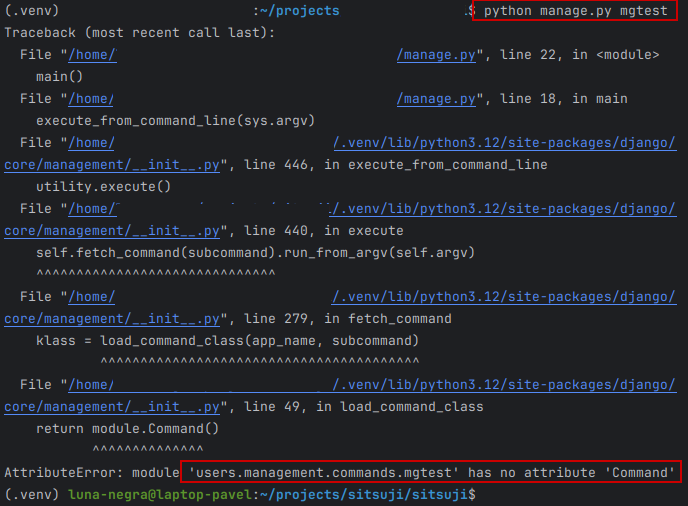 (.venv) :~/projects .$ python manage.py mgtest
Traceback (most recent call last):
File "/home/ /manage.py", line 22, in <module>
main()
File "/home/ /manage.py", line 18, in main
execute_from_command_line(sys.argv)
File "/home/ /.venv/lib/python3.12/site-packages/django/
core/management/__init__.py", line 446, in execute_from_command_line
utility.execute()
File "/home/ /.venv/lib/python3.12/site-packages/django/
core/management/__init__.py", line 440, in execute
self.fetch_command(subcommand).run_from_argv(self.argv)
^^^^^^^^^^^^^^^^^^^^^^^^^^^^^^
File "/home/ /.venv/lib/python3.12/site-packages/django/
core/management/__init__.py", line 279, in fetch_command
klass = load_command_class(app_name, subcommand)
^^^^^^^^^^^^^^^^^^^^^^^^^^^^^^^^^^^^^^^^
File "/home/ /.venv/lib/python3.12/site-packages/django/
core/management/__init__.py", line 49, in load_command_class
return module.Command()
^^^^^^^^^^^^^^
AttributeError: module 'users.management.commands.mgtest' has no attribute 'Command'
(.venv) luna-negra@laptop-pavel:~/projects/sitsuji/sitsuji$